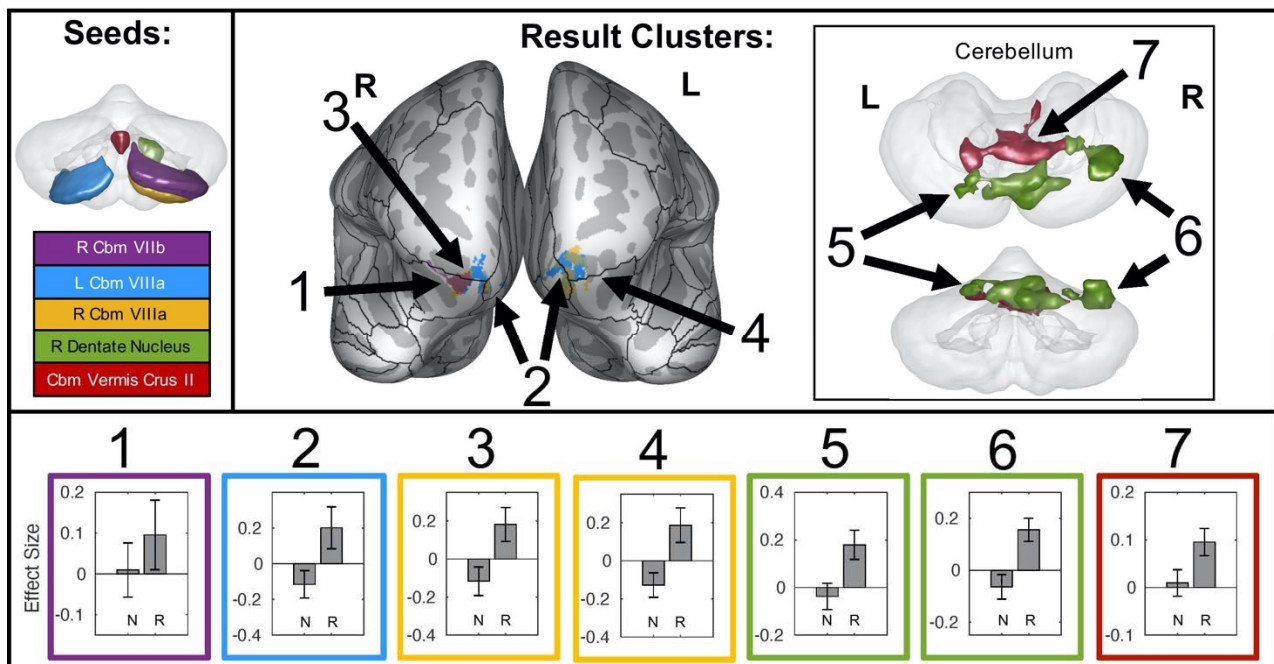 Seeds:
R Cbm VIIb
L Cbm VIIIa
R Cbm VIIIa
R Dentate Nucleus
Cbm Vermis Crus II
Result Clusters:
R
L
3
1
2
4
Cerebellum
7
L
R
5
6
1
2
3
4
5
6
7
Effect Size
0.2
0.1
0
-0.1
N R
0.2
0
-0.2
-0.4
N R
0.2
0
-0.2
-0.4
N R
0.2
0
-0.2
-0.4
N R
0.4
0.2
0
-0.2
N R
0.2
0
-0.2
N R
0.2
0.1
0
-0.1
N R